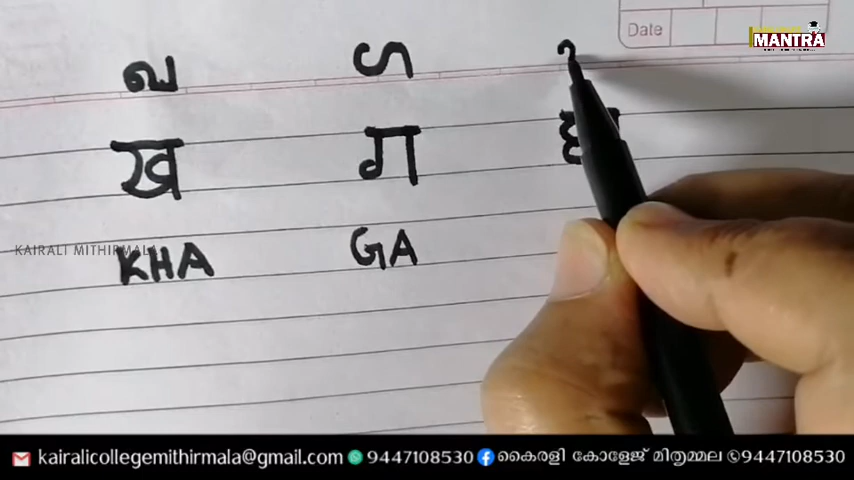 Date
MANTRA
ഖ ഗ
ख ग
KAIRALI MITHIRMALA
KHA GA
kairalicollegemithirmala@gmail.com 9447108530 കൈരളി കോളേജ് മിതൃമ്മല 9447108530